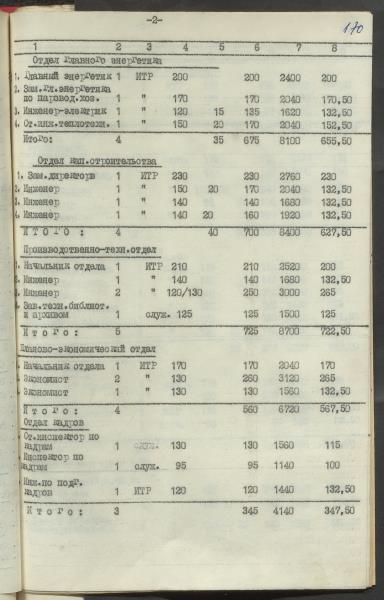 -2-
170
1 2 3 4 5 6 7 8
Отдел главного энергетика
1. Главный энергетик 1 ИТР 200 200 2400 200
2. Зам.гл.энергетика
по паровод.хоз. 1 " 170 170 2040 170,50
3. Инженер-электрик 1 " 120 15 135 1620 132,50
4. Ст.инж.теплотехн. 1 " 150 20 170 2040 152,50
Итого: 4 35 675 8100 655,50
Отдел кап.строительства
1. Зам.директора 1 ИТР 230 230 2760 230
2. Инженер 1 " 150 20 170 2040 132,50
3. Инженер 1 " 140 140 1680 132,50
4. Инженер 1 " 140 20 160 1920 132,50
И т о г о : 4 40 700 8400 627,50
Производственно-техн.отдел
1. Начальник отдела 1 ИТР 210 210 2520 200
2. Инженер 1 " 140 140 1680 132,50
3. Инженер 2 " 120/130 250 3000 265
4. Зав.техн.библиот.
и архивом 1 служ. 125 125 1500 125
И т о г о : 5 725 8700 722,50
Планово-экономический отдел
1. Начальник отдела 1 ИТР 170 170 2040 170
2. Экономист 2 " 130 260 3120 265
3. Экономист 1 " 130 130 1560 132,50
И т о г о : 4 560 6720 567,50
Отдел кадров
Ст.инспектор по
кадрам 1 служ. 130 130 1560 115
Инспектор по
кадрам 1 служ. 95 95 1140 100
Инж.по подг.
кадров 1 ИТР 120 120 1440 132,50
И т о г о : 3 345 4140 347,50